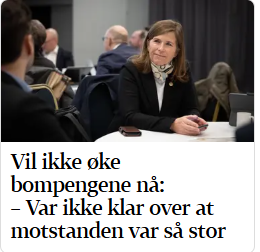 Vil ikke øke
bompengene nå:
– Var ikke klar over at
motstanden var så stor